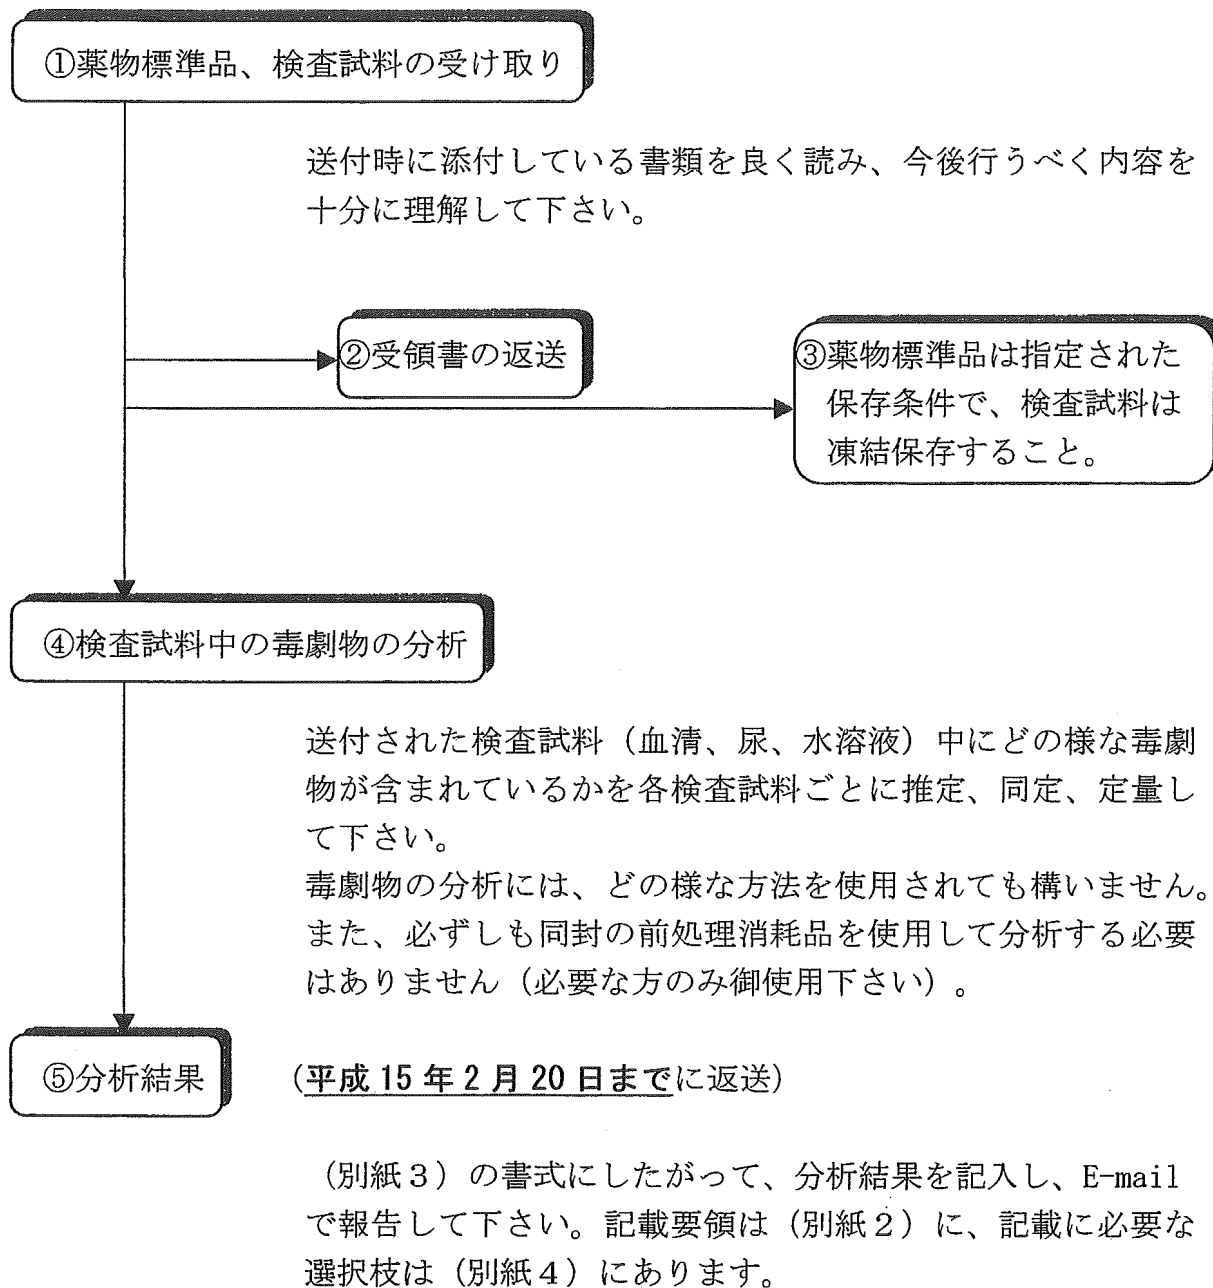 ①薬物標準品、検査試料の受け取り
送付時に添付している書類を良く読み、今後行うべく内容を
十分に理解して下さい。
②受領書の返送
③薬物標準品は指定された
保存条件で、検査試料は
凍結保存すること。
④検査試料中の毒劇物の分析
送付された検査試料（血清、尿、水溶液）中にどの様な毒劇
物が含まれているかを各検査試料ごとに推定、同定、定量し
て下さい。
毒劇物の分析には、どの様な方法を使用されても構いません。
また、必ずしも同封の前処理消耗品を使用して分析する必要
はありません（必要な方のみ御使用下さい）。
⑤分析結果 （平成 15 年 2 月 20 日までに返送）
（別紙３）の書式にしたがって、分析結果を記入し、E-mail
で報告して下さい。記載要領は（別紙２）に、記載に必要な
選択枝は（別紙４）にあります。